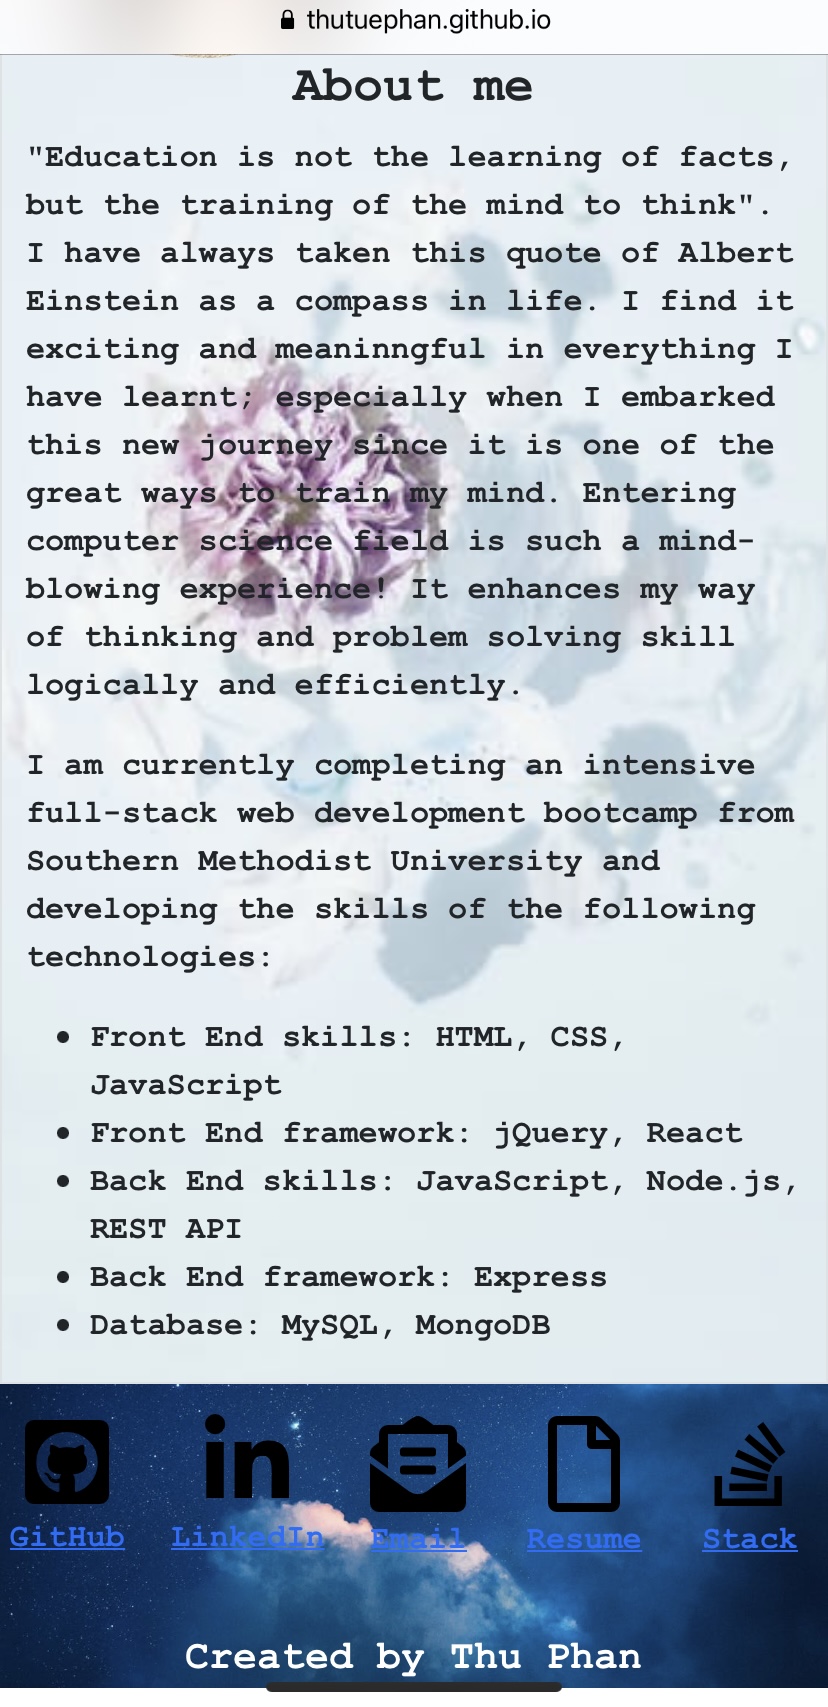 thutuephan.github.io
About me
"Education is not the learning of facts,
but the training of the mind to think".
I have always taken this quote of Albert
Einstein as a compass in life. I find it
exciting and meaninngful in everything I
have learnt; especially when I embarked
this new journey since it is one of the
great ways to train my mind. Entering
computer science field is such a mind-
blowing experience! It enhances my way
of thinking and problem solving skill
logically and efficiently.
I am currently completing an intensive
full-stack web development bootcamp from
Southern Methodist University and
developing the skills of the following
technologies:
• Front End skills: HTML, CSS,
JavaScript
• Front End framework: jQuery, React
• Back End skills: JavaScript, Node.js,
REST API
• Back End framework: Express
• Database: MySQL, MongoDB
in
GitHub LinkedIn Email Resume Stack
Created by Thu Phan